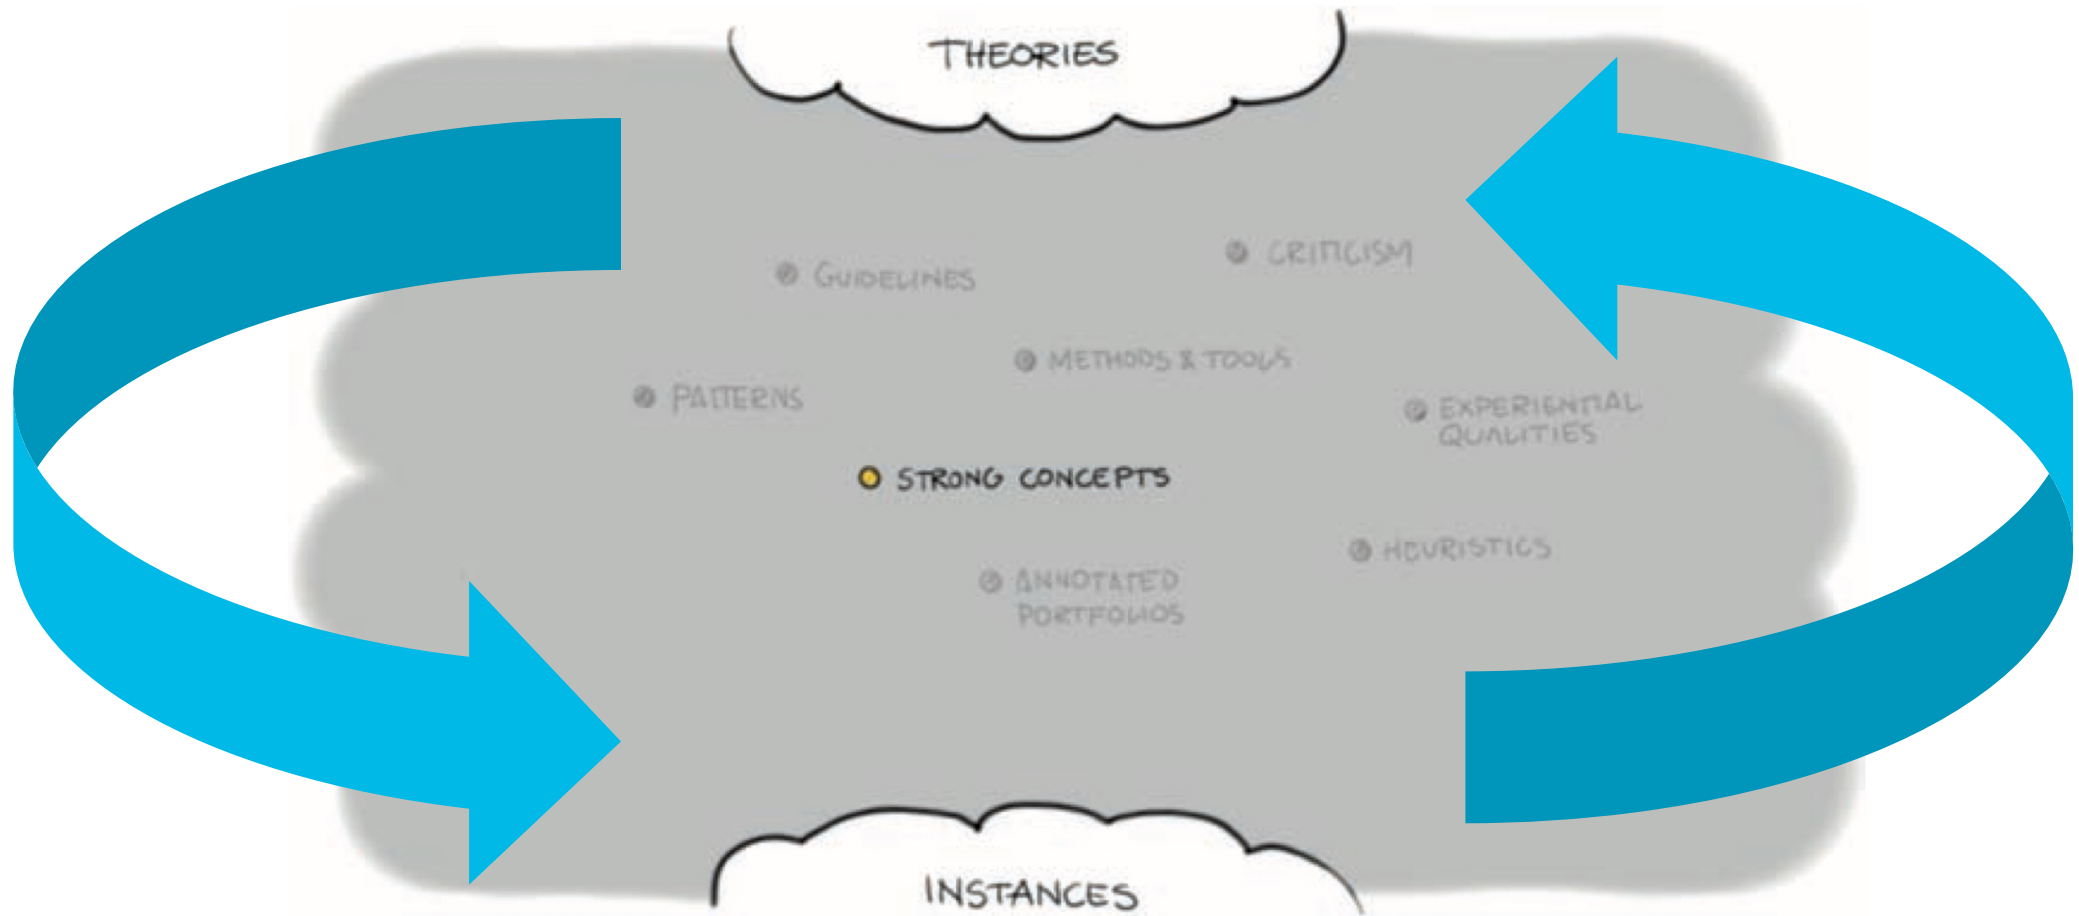 THEORIES
CRITICISM
GUIDELINES
METHODS & TOOLS
PATTERNS
EXPERIENTIAL
QUALITIES
STRONG CONCEPTS
HEURISTICS
ANNOTATED
PORTFOLIOS
INSTANCES